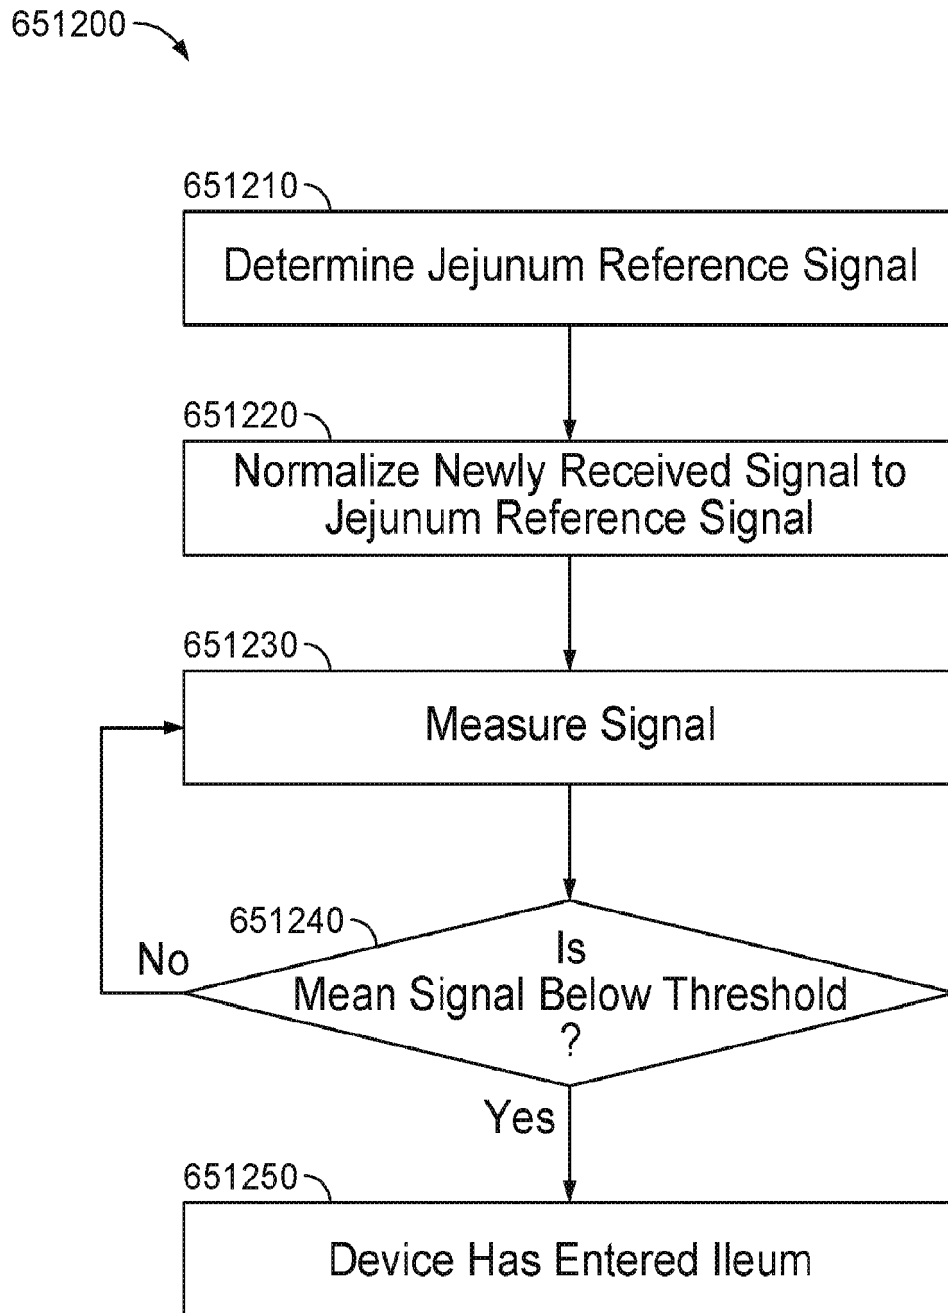 651200
651210
Determine Jejunum Reference Signal
651220
Normalize Newly Received Signal to
Jejunum Reference Signal
651230
Measure Signal
651240
No
Is
Mean Signal Below Threshold
?
Yes
651250
Device Has Entered Ileum